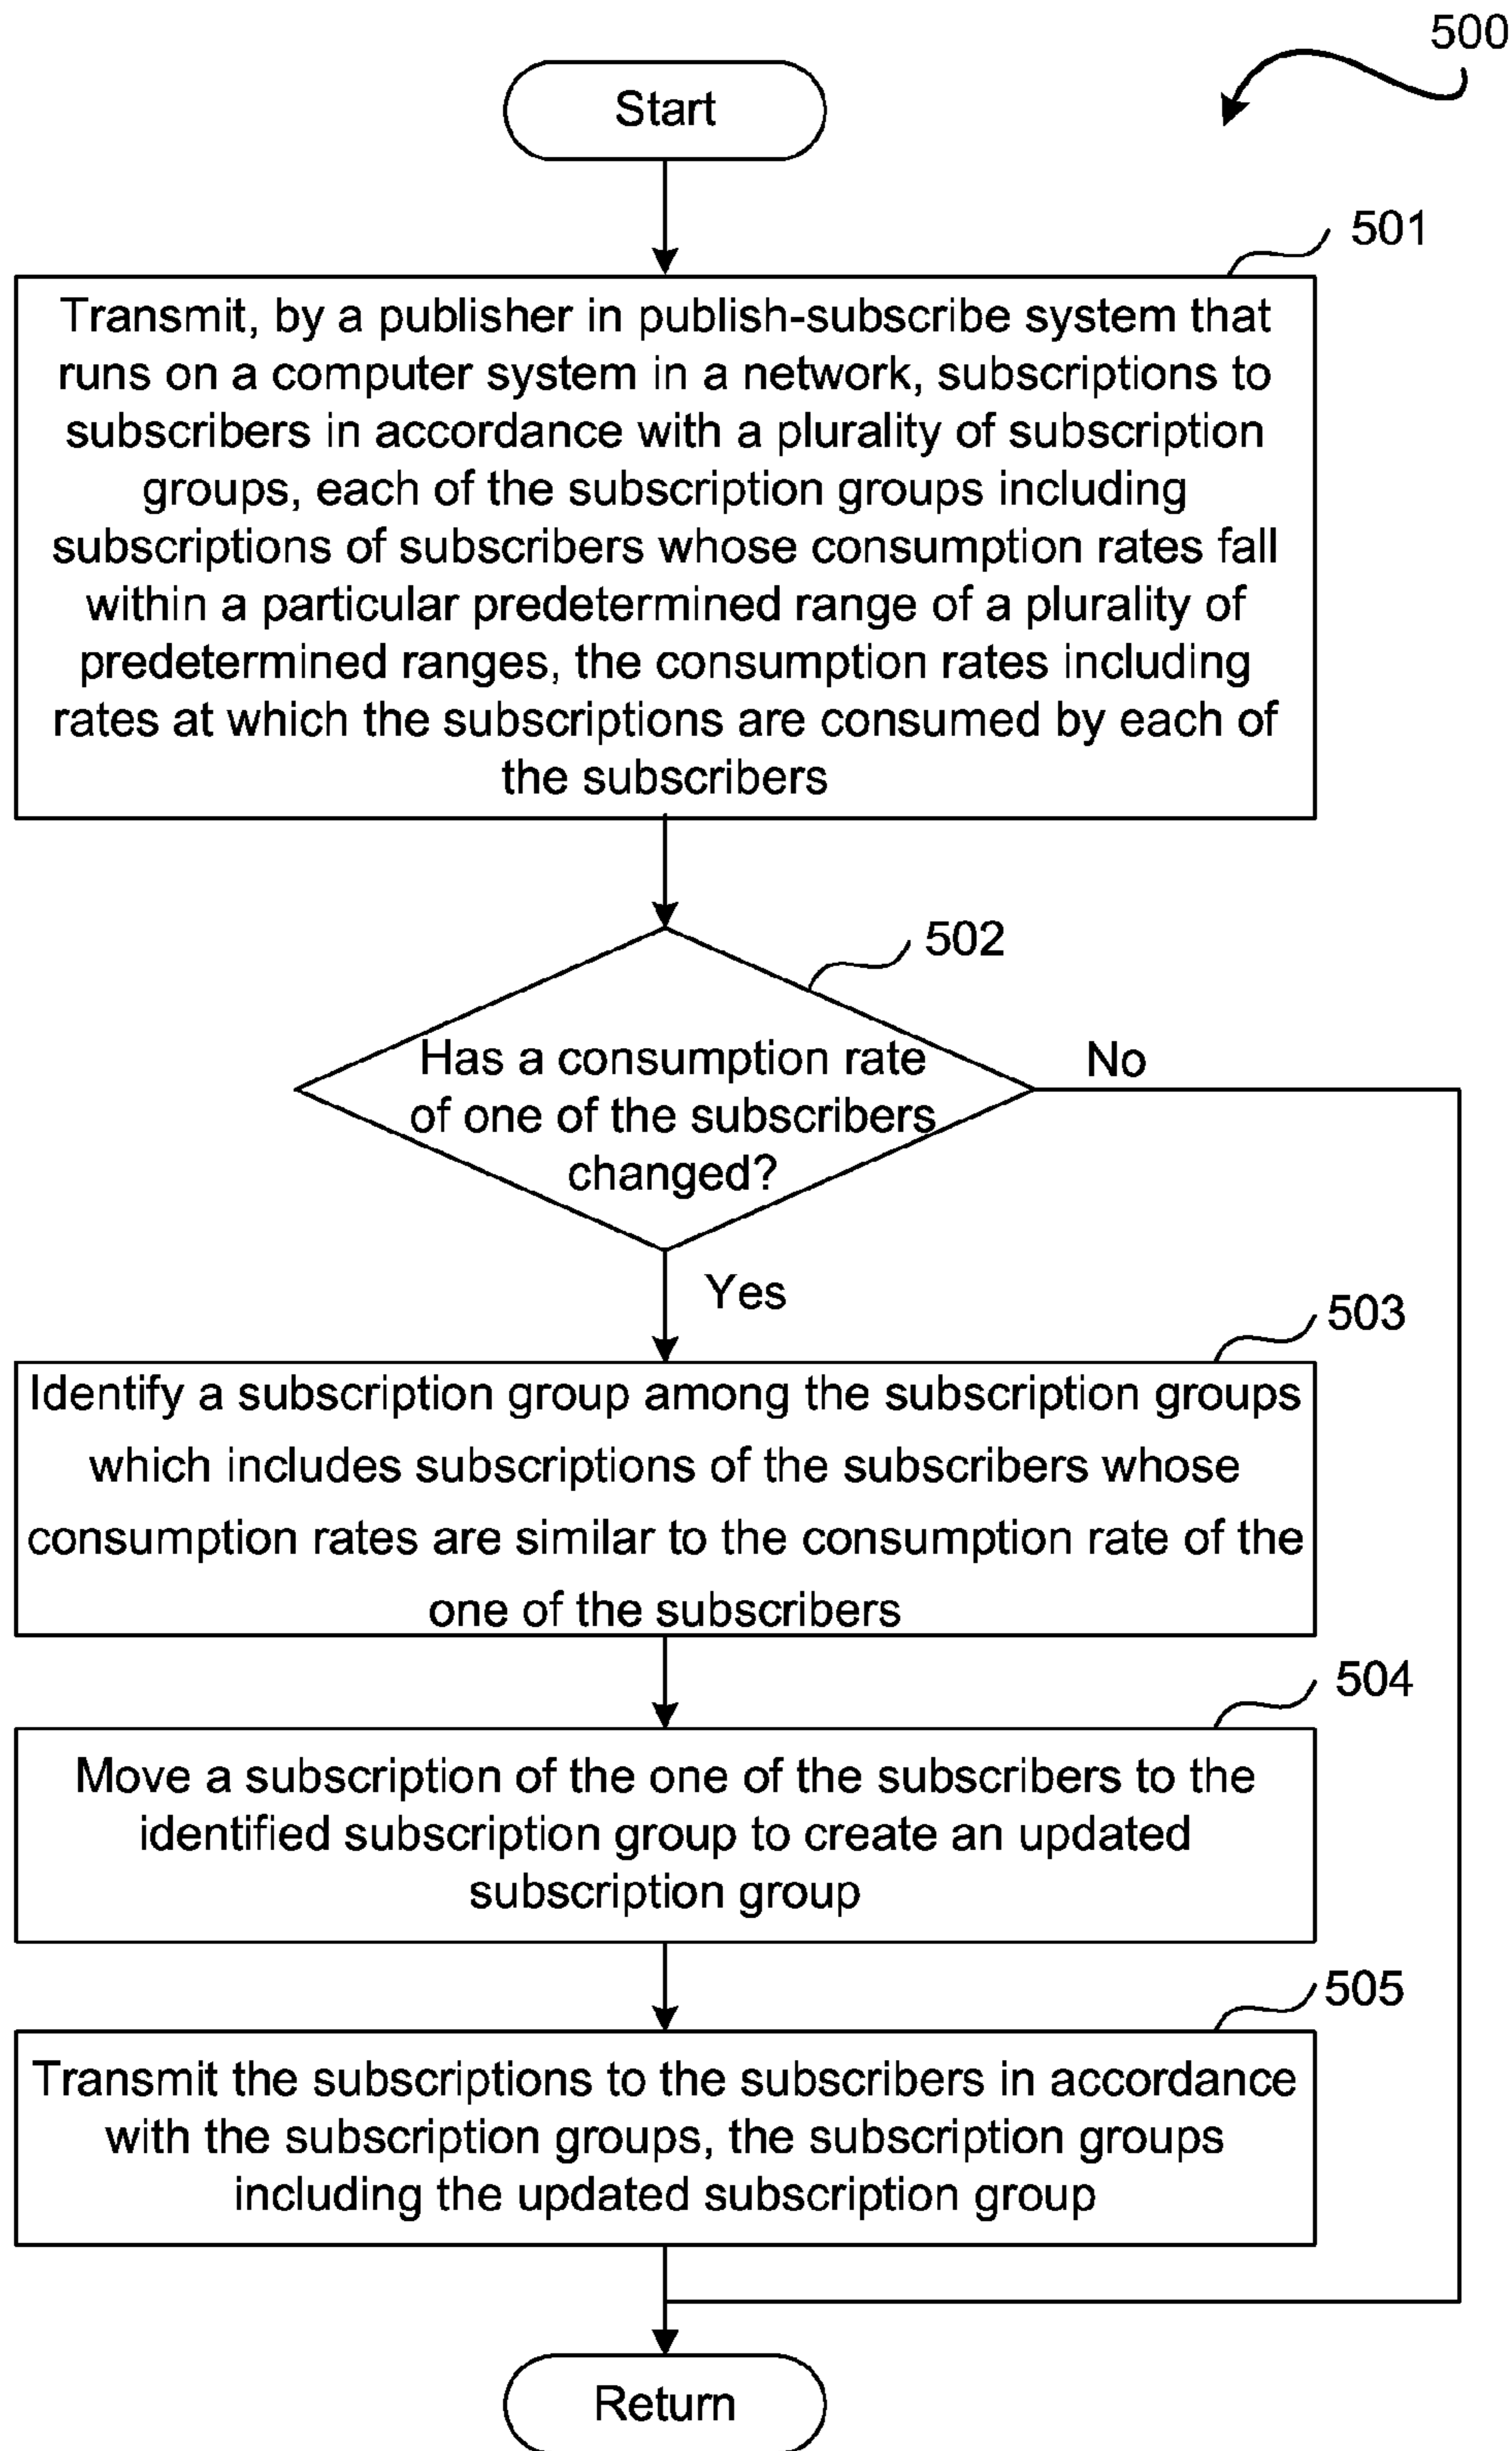 500
Start
501
Transmit, by a publisher in publish-subscribe system that
runs on a computer system in a network, subscriptions to
subscribers in accordance with a plurality of subscription
groups, each of the subscription groups including
subscriptions of subscribers whose consumption rates fall
within a particular predetermined range of a plurality of
predetermined ranges, the consumption rates including
rates at which the subscriptions are consumed by each of
the subscribers
502
Has a consumption rate
of one of the subscribers
changed?
No
Yes
503
Identify a subscription group among the subscription groups
which includes subscriptions of the subscribers whose
consumption rates are similar to the consumption rate of the
one of the subscribers
504
Move a subscription of the one of the subscribers to the
identified subscription group to create an updated
subscription group
505
Transmit the subscriptions to the subscribers in accordance
with the subscription groups, the subscription groups
including the updated subscription group
Return